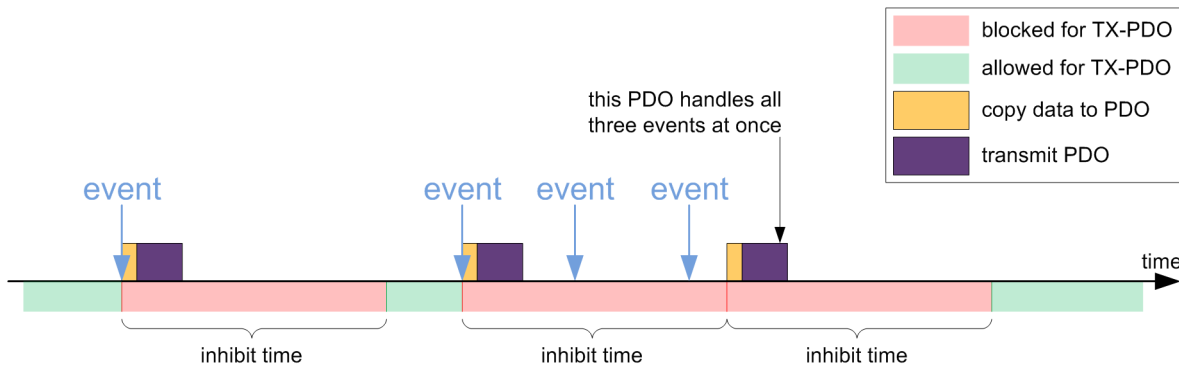 blocked for TX-PDO
allowed for TX-PDO
copy data to PDO
transmit PDO
this PDO handles all
three events at once
event
event
event
event
time
inhibit time
inhibit time
inhibit time